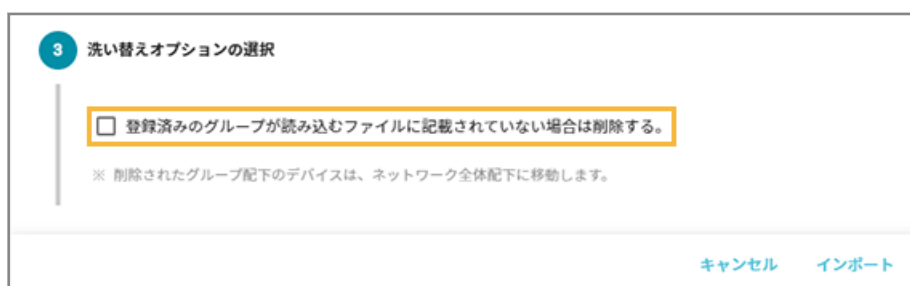 3 洗い替えオプションの選択
登録済みのグループが読み込むファイルに記載されていない場合は削除する。
※ 削除されたグループ配下のデバイスは、ネットワーク全体配下に移動します。
キャンセル インポート